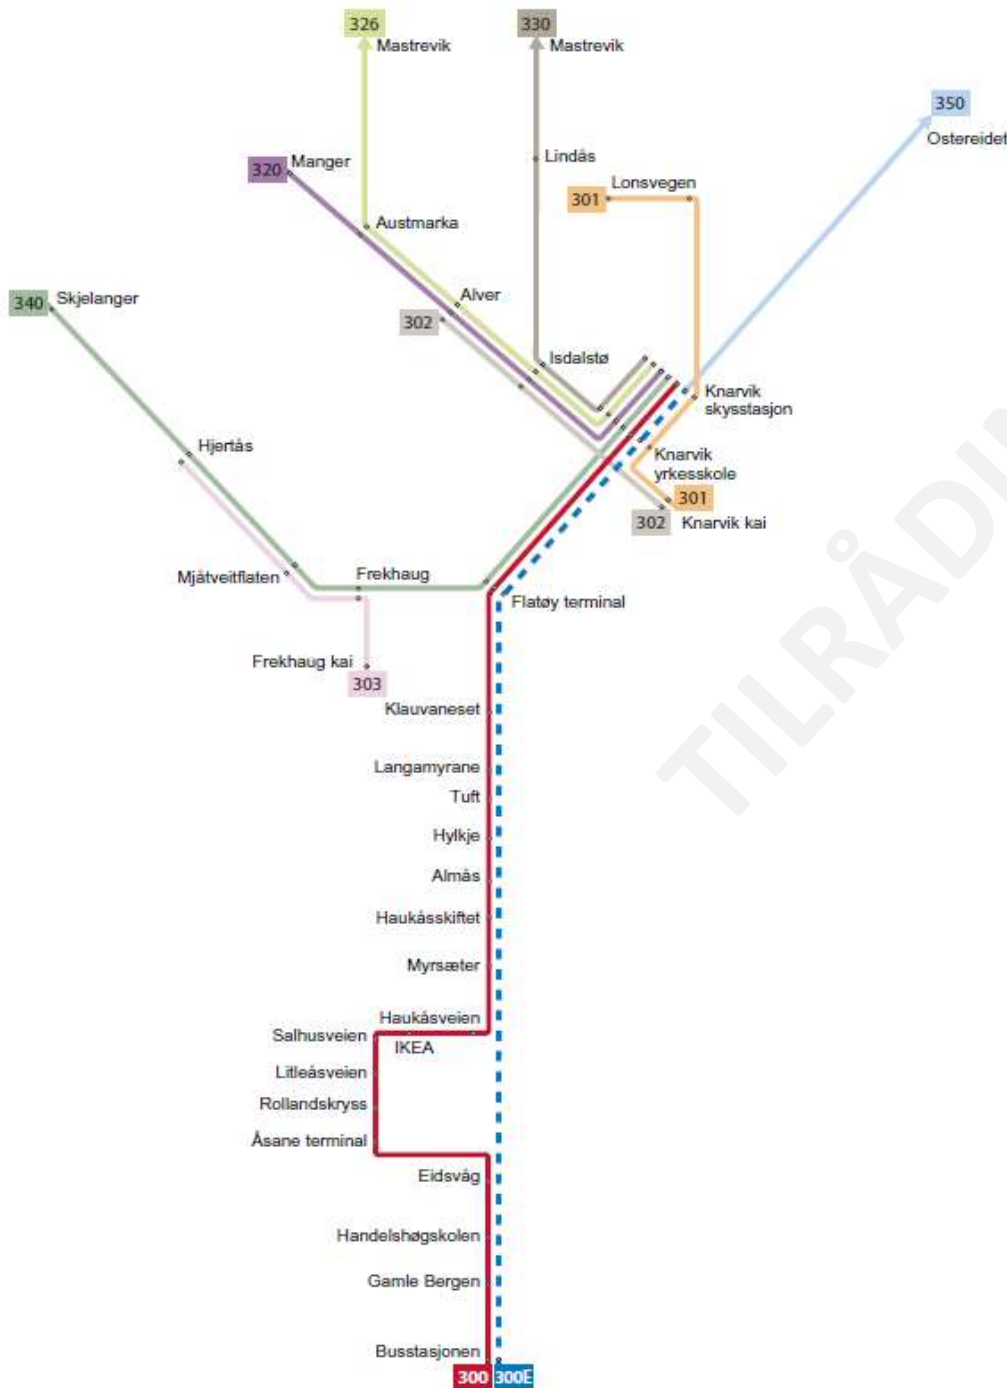 326
Mastrevik
330
Mastrevik
350
Ostereidet
Lindås
320
Manger
Lonsvegen
301
Austmarka
340
Skjelanger
Alver
302
Isdalstø
Knarvik
skysstasjon
Hjertås
Knarvik
yrkesskole
301
302
Knarvik kai
Mjåtveitflaten
Frekhaug
Flatøy terminal
Frekhaug kai
303
Klauvaneset
Langamyrane
Tuft
Hylkje
Almås
Haukåsskiftet
Myrsæter
Haukåsveien
Salhusveien
IKEA
Litleåsveien
Rollandskryss
Åsane terminal
Eidsvåg
Handelshøgskolen
Gamle Bergen
Busstasjonen
300 300E